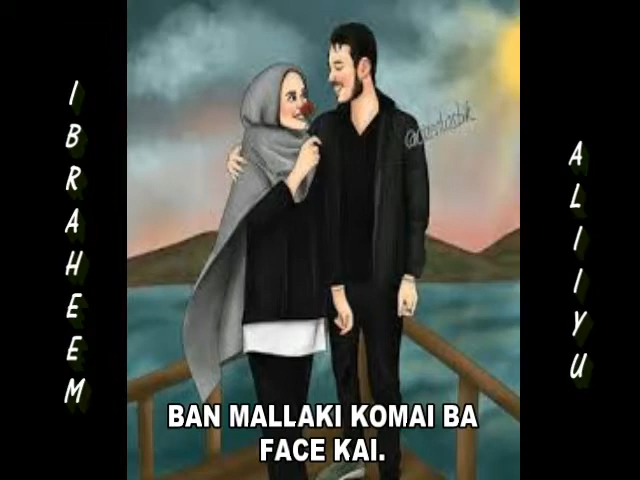 IBRAHEEM
ALIIYU
BAN MALLAKI KOMAI BA
FACE KAI.